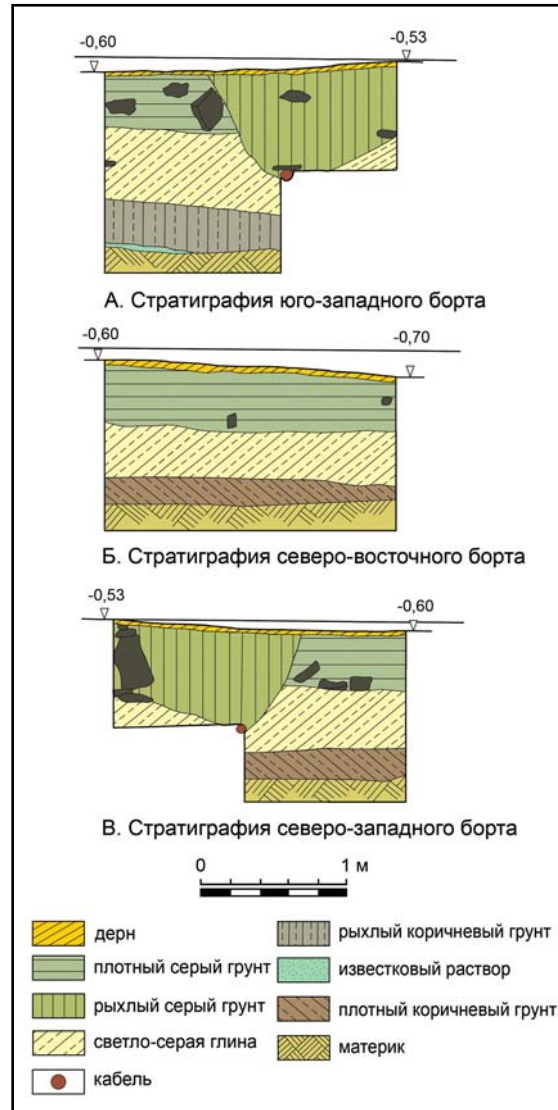 -0,60 -0,53
А. Стратиграфия юго-западного борта
-0,60 -0,70
Б. Стратиграфия северо-восточного борта
-0,53 -0,60
В. Стратиграфия северо-западного борта
0 1 м
дерн
плотный серый грунт
рыхлый серый грунт
светло-серая глина
кабель
рыхлый коричневый грунт
известковый раствор
плотный коричневый грунт
материк